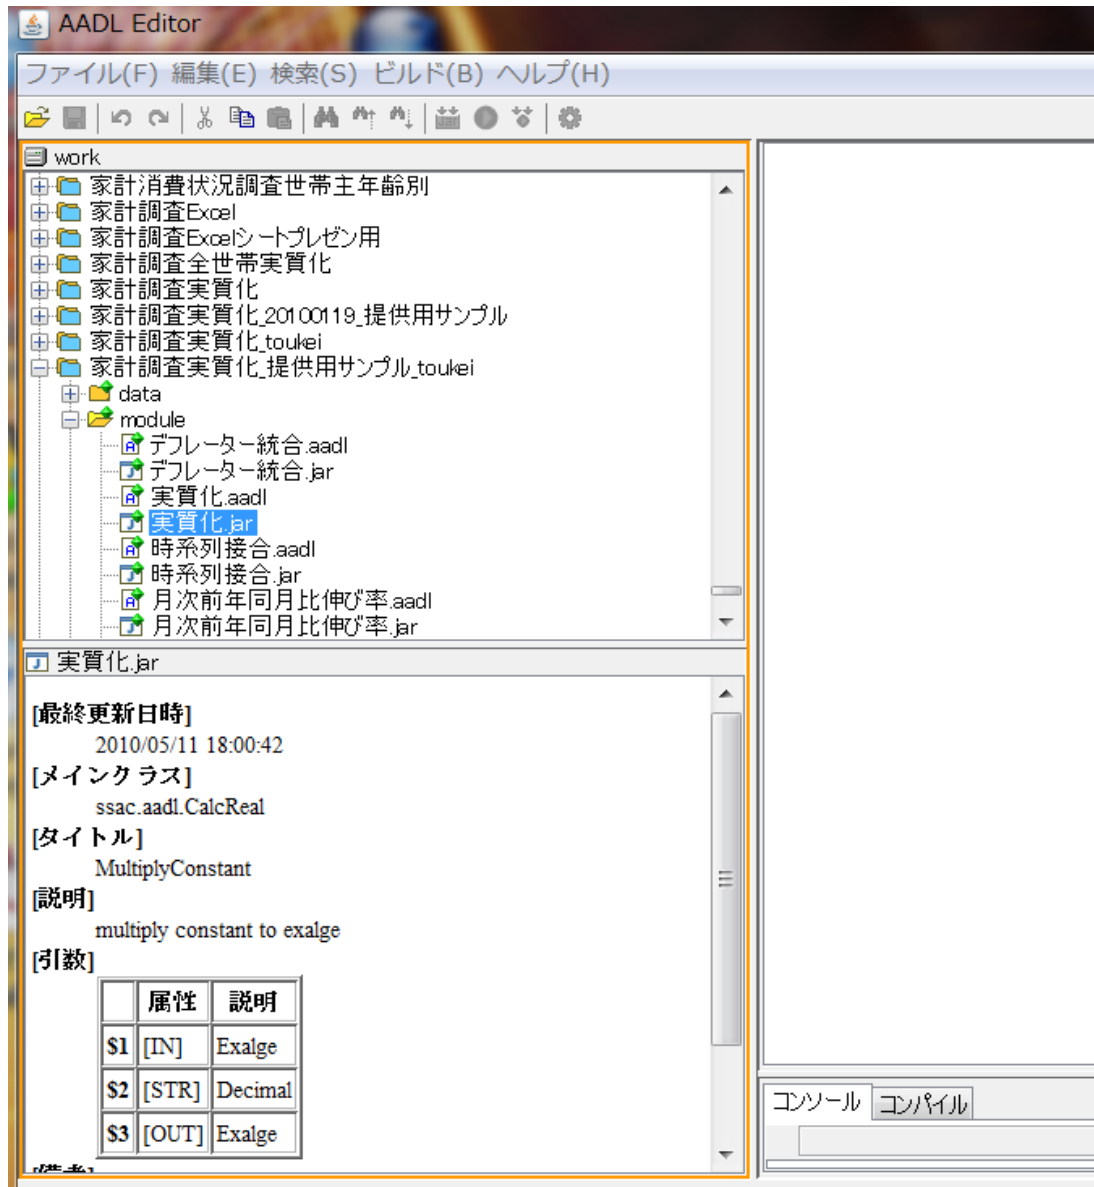 AADL Editor
ファイル(F) 編集(E) 検索(S) ビルド(B) ヘルプ(H)
work
家計消費状況調査世帯主年齢別
家計調査Excel
家計調査Excelシートプレゼン用
家計調査全世帯実質化
家計調査実質化
家計調査実質化_20100119_提供用サンプル
家計調査実質化_toukei
家計調査実質化_提供用サンプル_toukei
data
module
デフレーター統合.aadl
デフレーター統合.jar
実質化.aadl
実質化.jar
時系列接合.aadl
時系列接合.jar
月次前年同月比伸び率.aadl
月次前年同月比伸び率.jar
実質化.jar
[最終更新日時]
2010/05/11 18:00:42
[メインクラス]
ssac.aadl.CalcReal
[タイトル]
MultiplyConstant
[説明]
multiply constant to exalge
[引数]
属性 説明
$1 [IN] Exalge
$2 [STR] Decimal
$3 [OUT] Exalge
[備考]
コンソール コンパイル